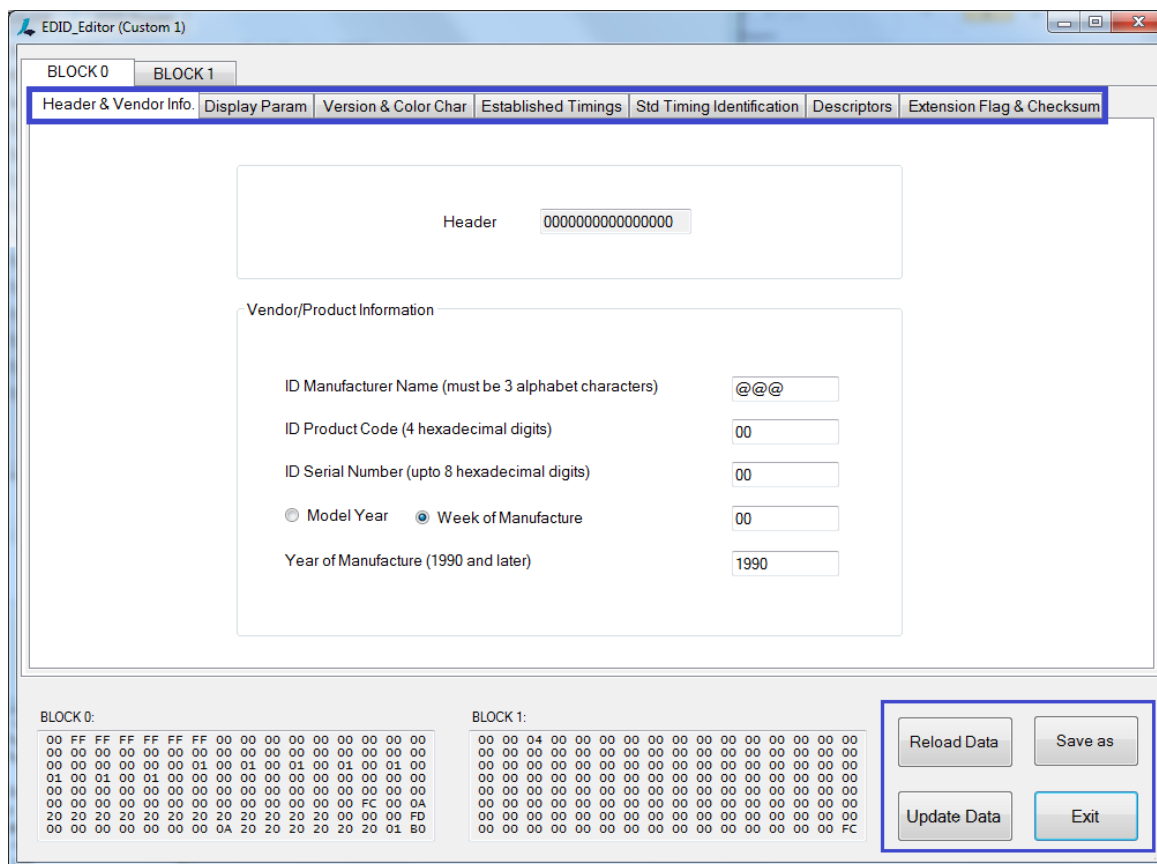 EDID_Editor (Custom 1)
BLOCK 0 BLOCK 1
Header & Vendor Info. Display Param Version & Color Char Established Timings Std Timing Identification Descriptors Extension Flag & Checksum
Header 0000000000000000
Vendor/Product Information
ID Manufacturer Name (must be 3 alphabet characters) @@@
ID Product Code (4 hexadecimal digits) 00
ID Serial Number (upto 8 hexadecimal digits) 00
Model Year Week of Manufacture 00
Year of Manufacture (1990 and later) 1990
BLOCK 0:
00 FF FF FF FF FF FF 00 00 00 00 00 00 00 00 00
00 00 00 00 00 00 00 00 00 00 00 00 00 00 00 00
00 00 00 00 00 00 01 00 01 00 01 00 01 00 01 00
01 00 01 00 01 00 00 00 00 00 00 00 00 00 00 00
00 00 00 00 00 00 00 00 00 00 00 00 00 00 00 00
00 00 00 00 00 00 00 00 00 00 00 00 00 FC 00 0A
20 20 20 20 20 20 20 20 20 20 20 20 00 00 00 FD
00 00 00 00 00 00 0A 20 20 20 20 20 20 20 01 B0
BLOCK 1:
00 00 04 00 00 00 00 00 00 00 00 00 00 00 00 00
00 00 00 00 00 00 00 00 00 00 00 00 00 00 00 00
00 00 00 00 00 00 00 00 00 00 00 00 00 00 00 00
00 00 00 00 00 00 00 00 00 00 00 00 00 00 00 00
00 00 00 00 00 00 00 00 00 00 00 00 00 00 00 00
00 00 00 00 00 00 00 00 00 00 00 00 00 00 00 00
00 00 00 00 00 00 00 00 00 00 00 00 00 00 00 00
00 00 00 00 00 00 00 00 00 00 00 00 00 00 00 FC
Reload Data Save as
Update Data Exit